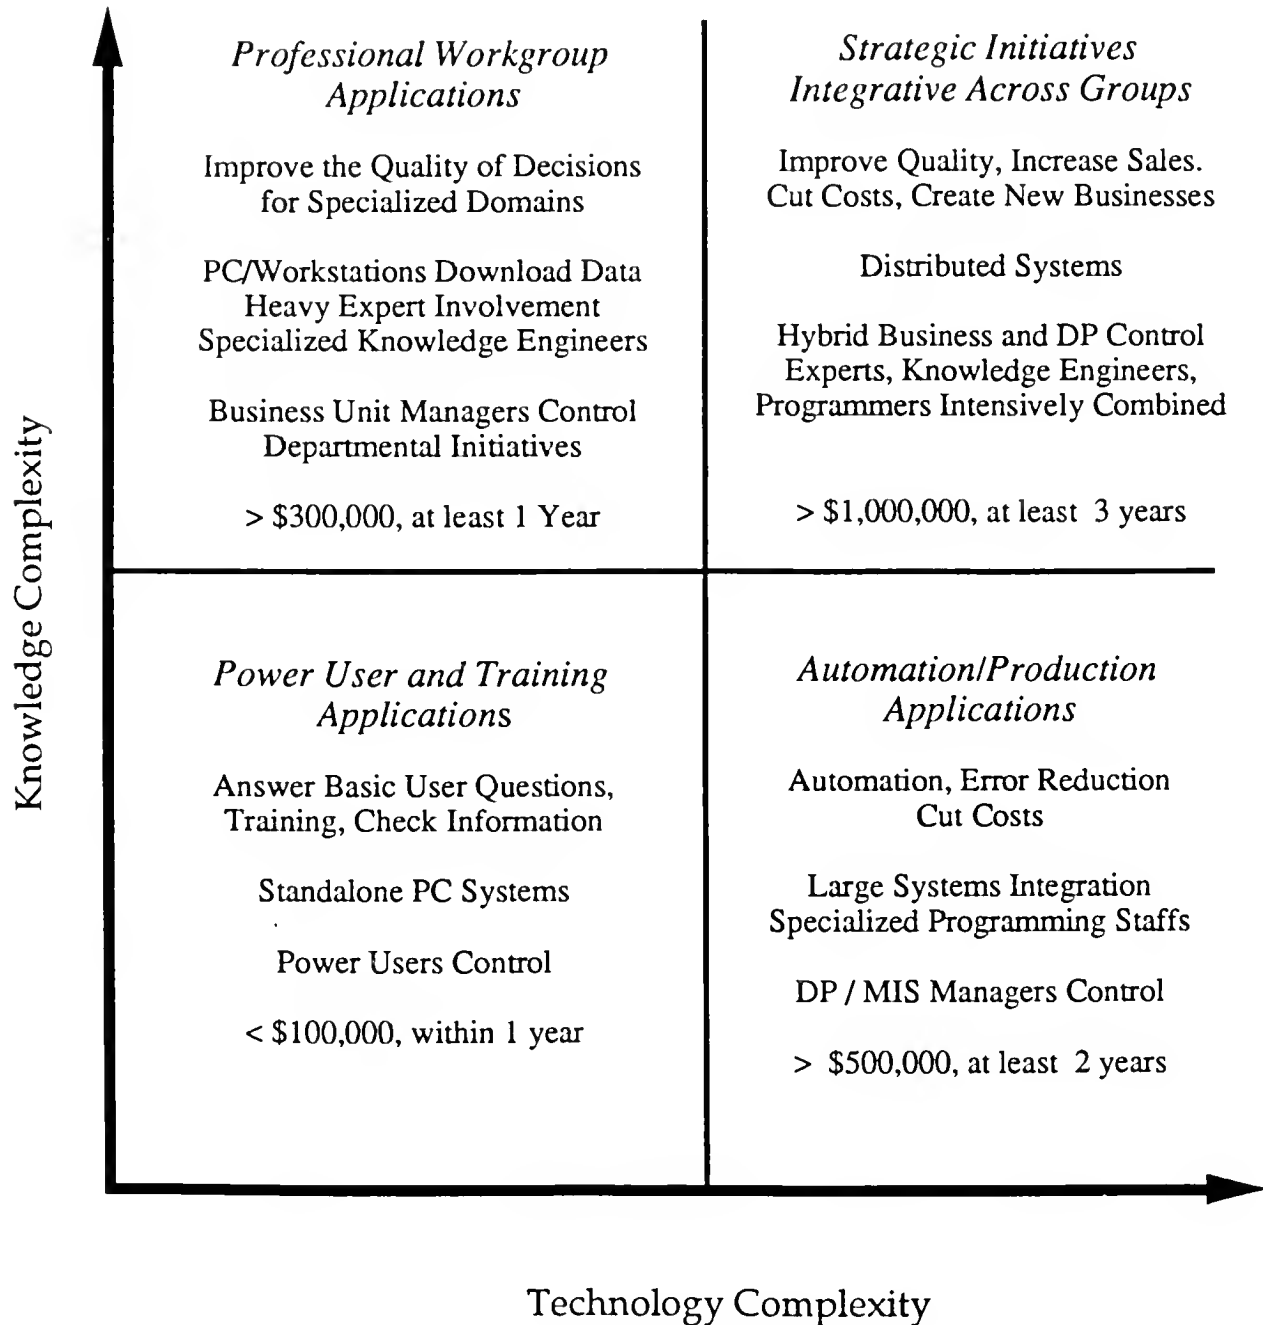 Professional Workgroup
Applications
Improve the Quality of Decisions
for Specialized Domains
PC/Workstations Download Data
Heavy Expert Involvement
Specialized Knowledge Engineers
Business Unit Managers Control
Departmental Initiatives
> $300,000, at least 1 Year
Strategic Initiatives
Integrative Across Groups
Improve Quality, Increase Sales.
Cut Costs, Create New Businesses
Distributed Systems
Hybrid Business and DP Control
Experts, Knowledge Engineers,
Programmers Intensively Combined
> $1,000,000, at least 3 years
Knowledge Complexity
Power User and Training
Applications
Answer Basic User Questions,
Training, Check Information
Standalone PC Systems
Power Users Control
< $100,000, within 1 year
Automation/Production
Applications
Automation, Error Reduction
Cut Costs
Large Systems Integration
Specialized Programming Staffs
DP / MIS Managers Control
> $500,000, at least 2 years
Technology Complexity